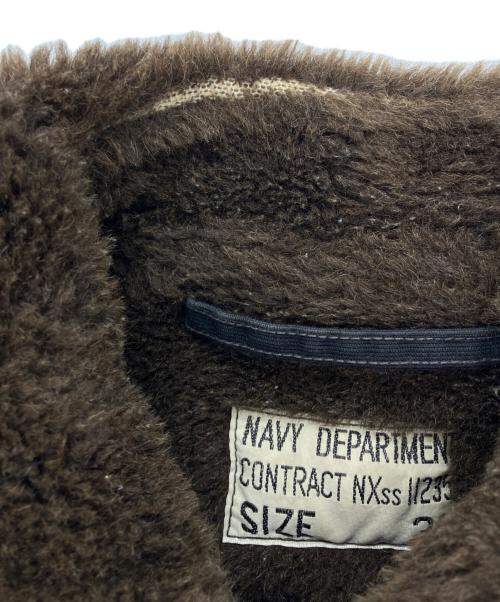 NAVY DEPARTMEN
CONTRACT NXss 11235
SIZE